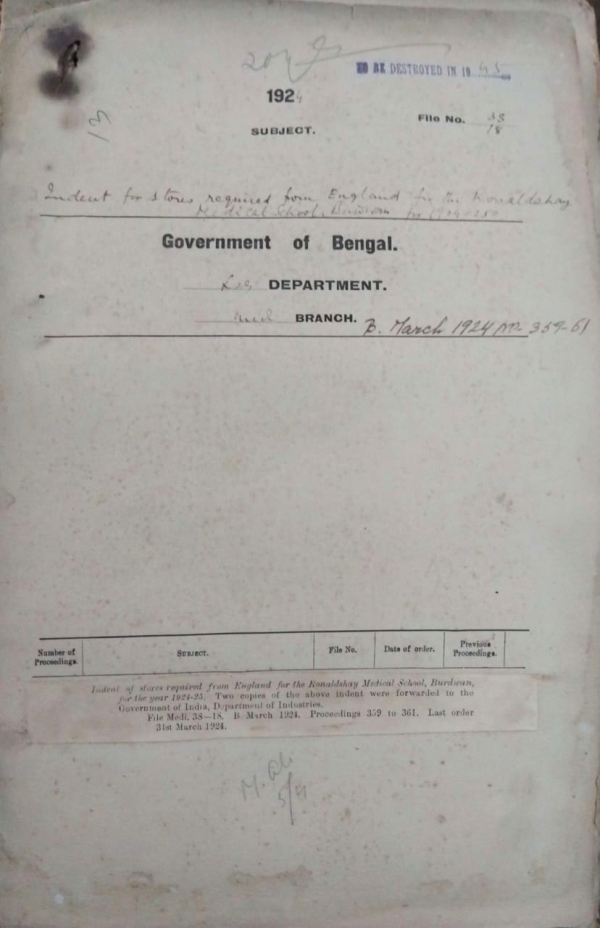 TO BE DESTROYED IN 1945
13
1924
File No. 38/18
SUBJECT.
Indent for stores required from England for the Ronaldshay
Medical School, Burdwan for 1924-25
Government of Bengal.
DEPARTMENT.
Medl BRANCH.
B. March 1924 359-61
Number of Proceedings. SUBJECT. File No. Date of order. Previous Proceedings.
Indent of stores required from England for the Ronaldshay Medical School, Burdwan,
for the year 1924-25. Two copies of the above indent were forwarded to the
Government of India, Department of Industries.
File Medl. 38—18. B March 1924. Proceedings 359 to 361. Last order
31st March 1924.
M. Ali